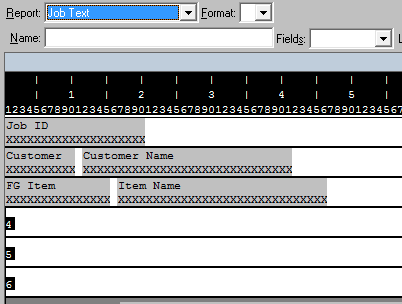 Report: Job Text Format:
Name: Fields: L
1 2 3 4 5
12345678901234567890123456789012345678901234567890123456
Job ID
XXXXXXXXXXXXXXXXXXXX
Customer Customer Name
XXXXXXXXXX XXXXXXXXXXXXXXXXXXXXXXXXXXXXXX
FG Item Item Name
XXXXXXXXXXXXXXX XXXXXXXXXXXXXXXXXXXXXXXXXXXXXX
4
5
6